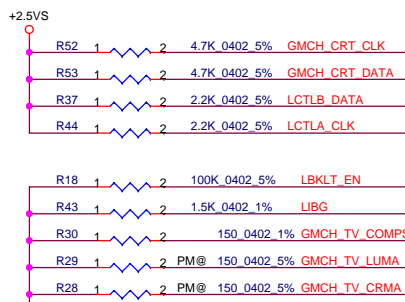 +2.5VS
R52 1 2 4.7K_0402_5% GMCH_CRT_CLK
R53 1 2 4.7K_0402_5% GMCH_CRT_DATA
R37 1 2 2.2K_0402_5% LCTLB_DATA
R44 1 2 2.2K_0402_5% LCTLA_CLK
R18 1 2 100K_0402_5% LBKLT_EN
R43 1 2 1.5K_0402_1% LIBG
R30 1 2 150_0402_1% GMCH_TV_COMPS
R29 1 2 PM@ 150_0402_5% GMCH_TV_LUMA
R28 1 2 PM@ 150_0402_5% GMCH_TV_CRMA